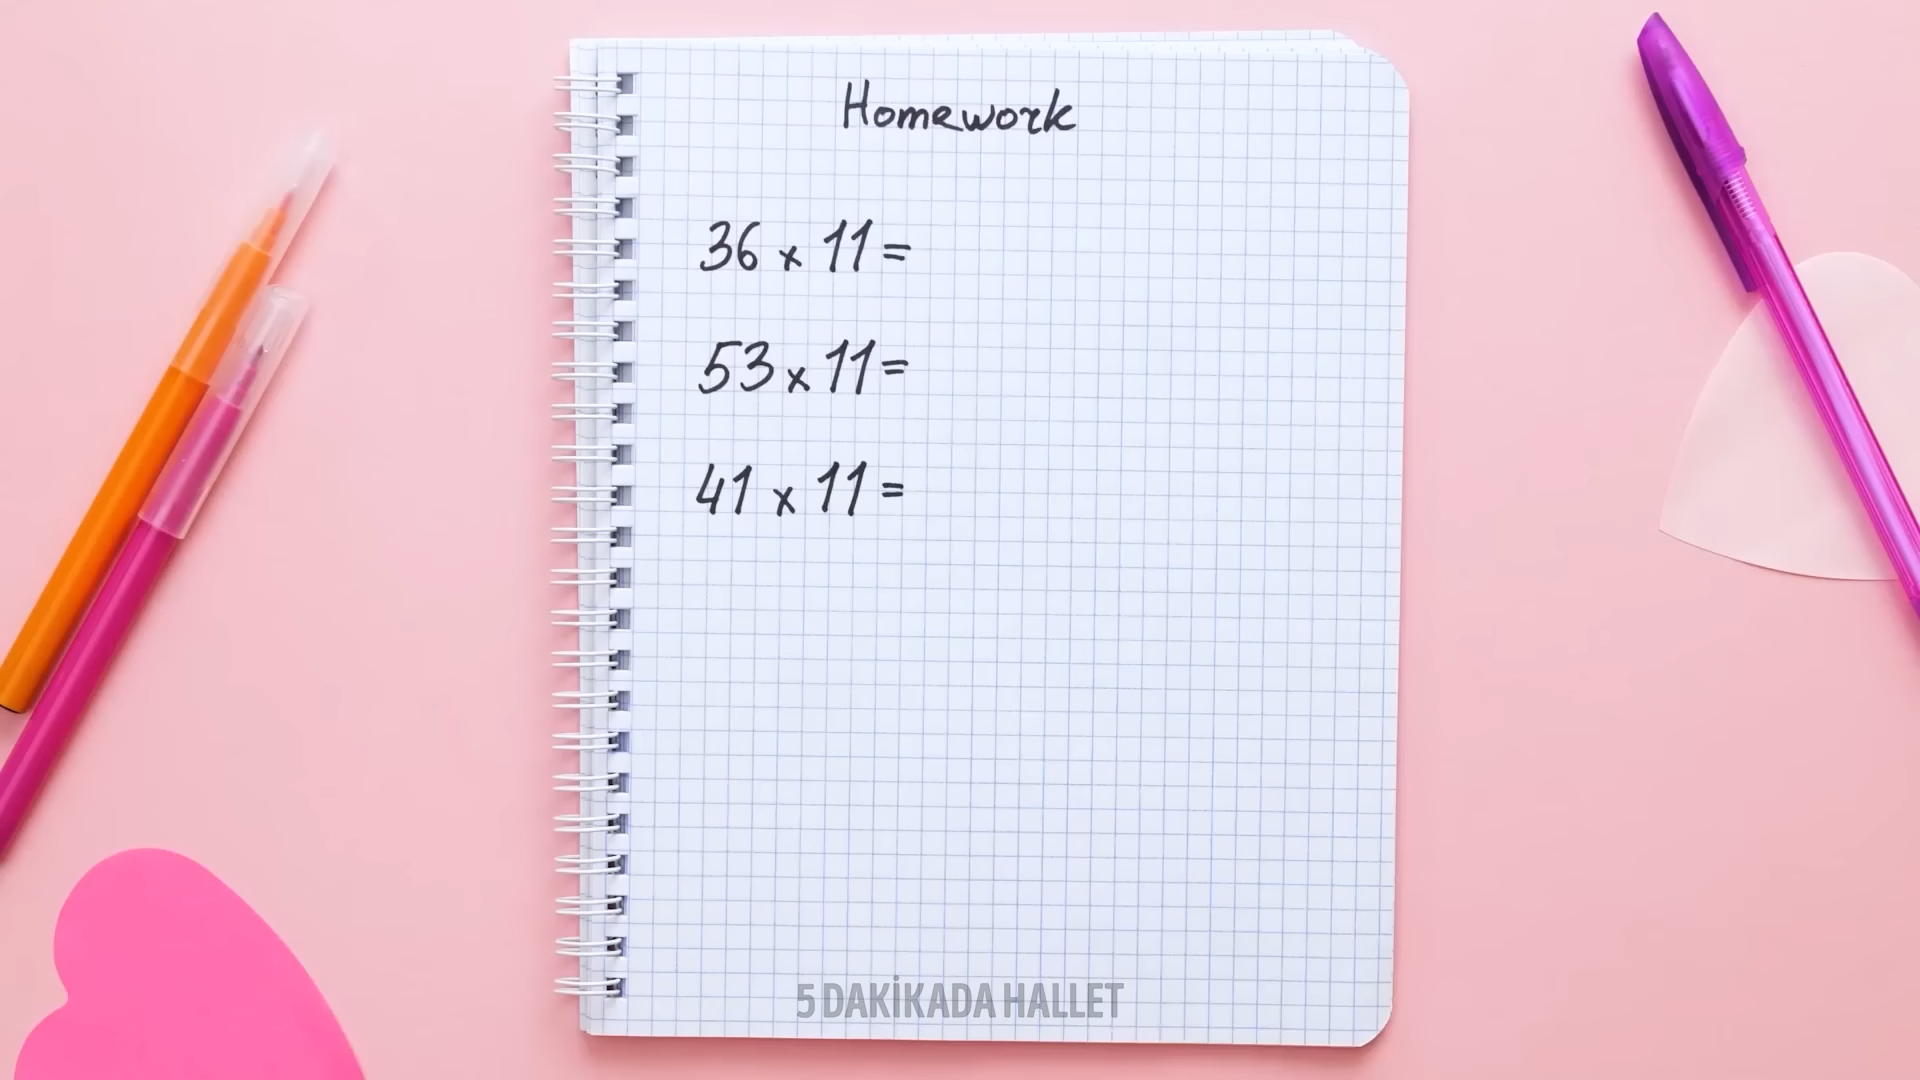 Homework
36 x 11 =
53 x 11 =
41 x 11 =
5 DAKİKADA HALLET